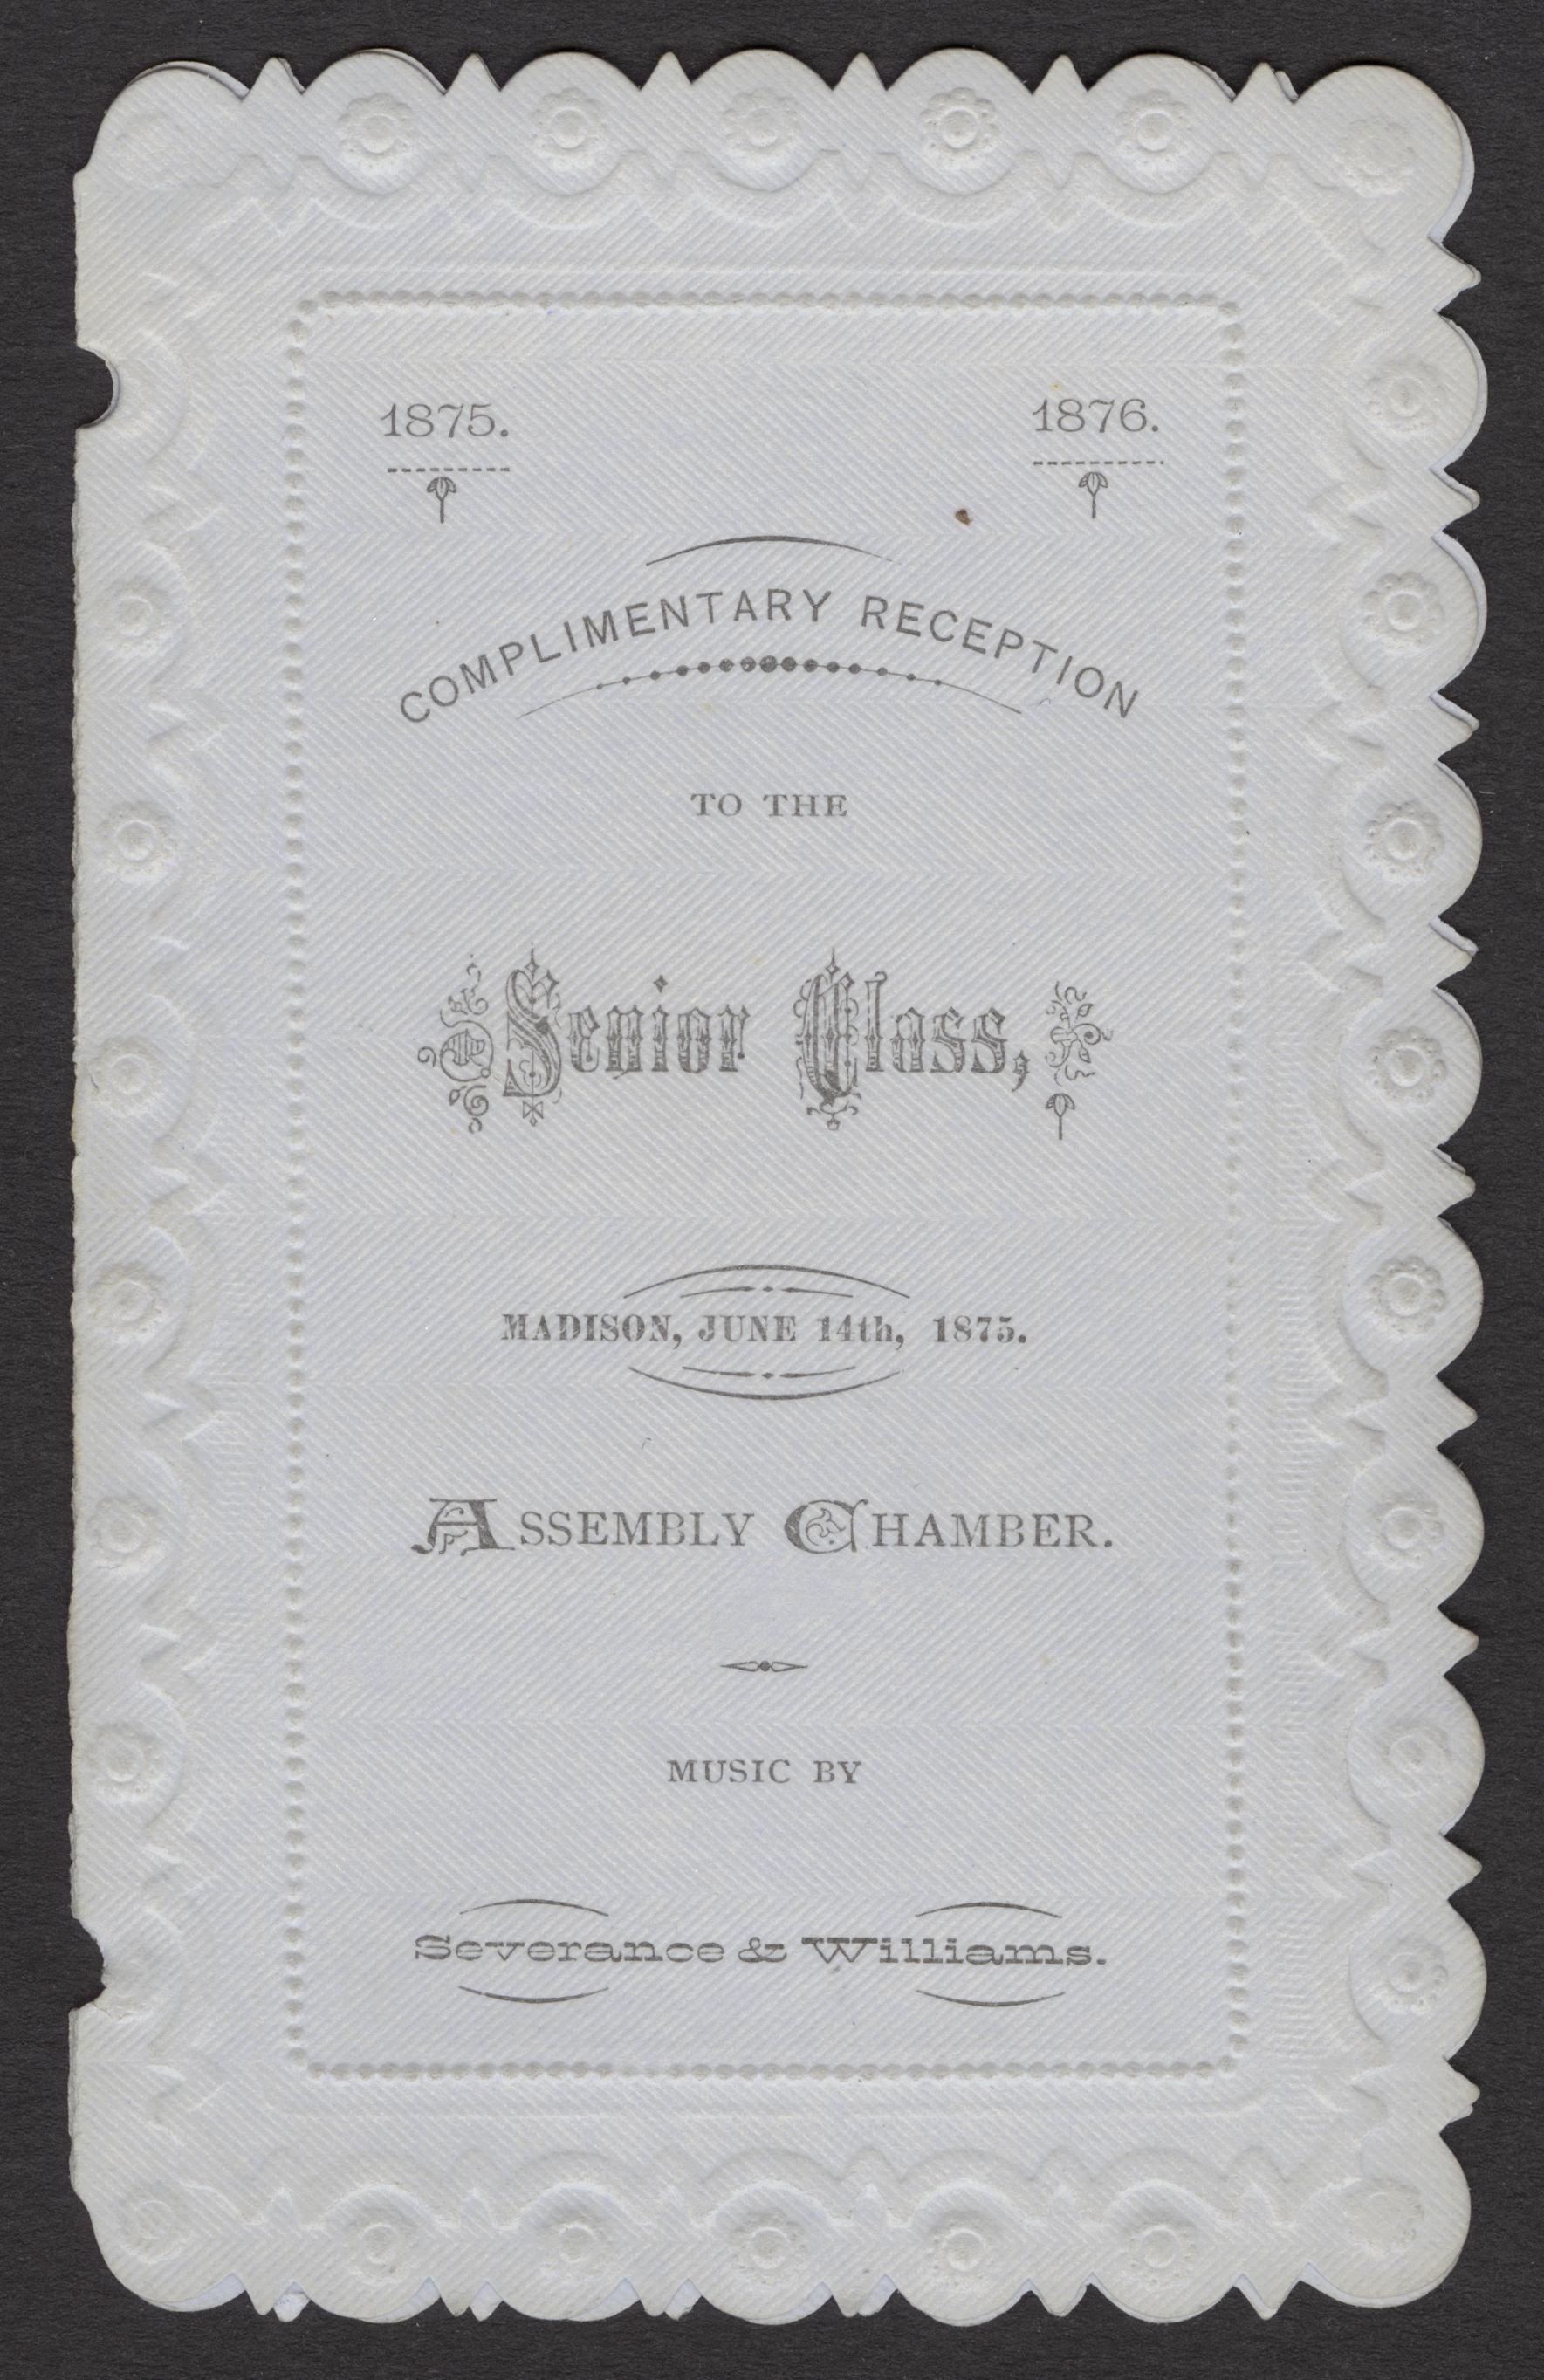 1875. 1876.
COMPLIMENTARY RECEPTION
TO THE
Senior Class,
MADISON, JUNE 14th, 1875.
ASSEMBLY CHAMBER.
MUSIC BY
Severance & Williams.